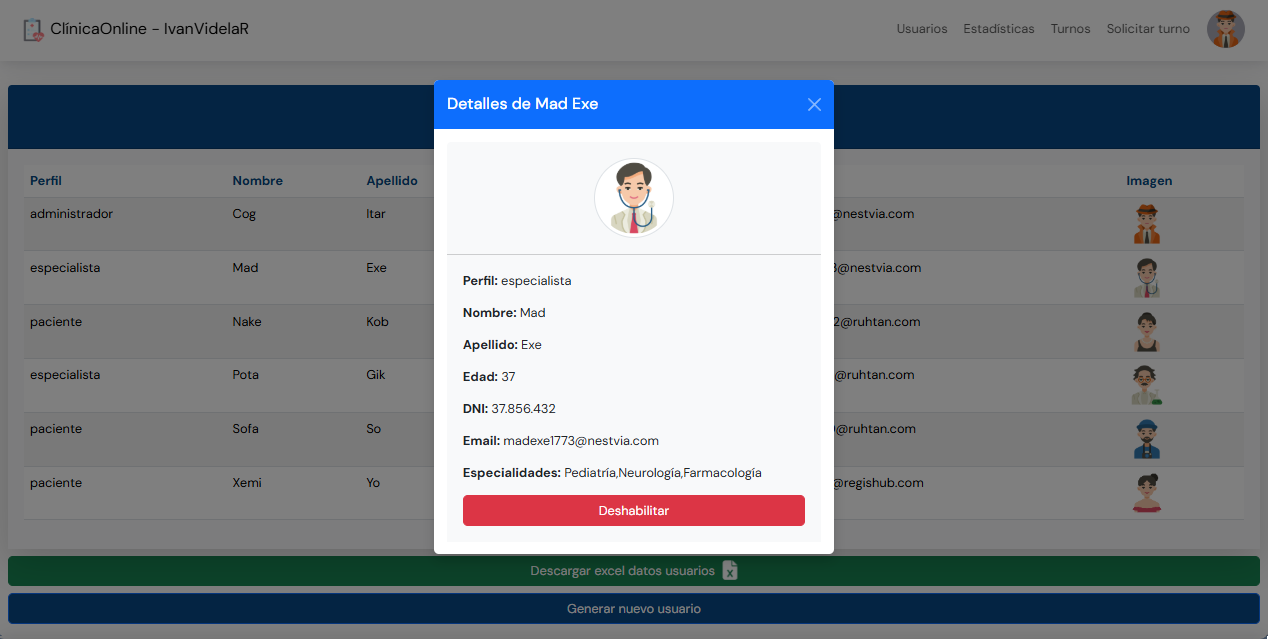 ClínicaOnline - IvanVidelaR
Usuarios Estadísticas Turnos Solicitar turno
Detalles de Mad Exe
Perfil Nombre Apellido Imagen
administrador Cog Itar @nestvia.com
especialista Mad Exe 3@nestvia.com
paciente Nake Kob 2@ruhtan.com
especialista Pota Gik @ruhtan.com
paciente Sofa So @ruhtan.com
paciente Xemi Yo @regishub.com
Perfil: especialista
Nombre: Mad
Apellido: Exe
Edad: 37
DNI: 37.856.432
Email: madexe1773@nestvia.com
Especialidades: Pediatría,Neurología,Farmacología
Deshabilitar
Descargar excel datos usuarios X
Generar nuevo usuario